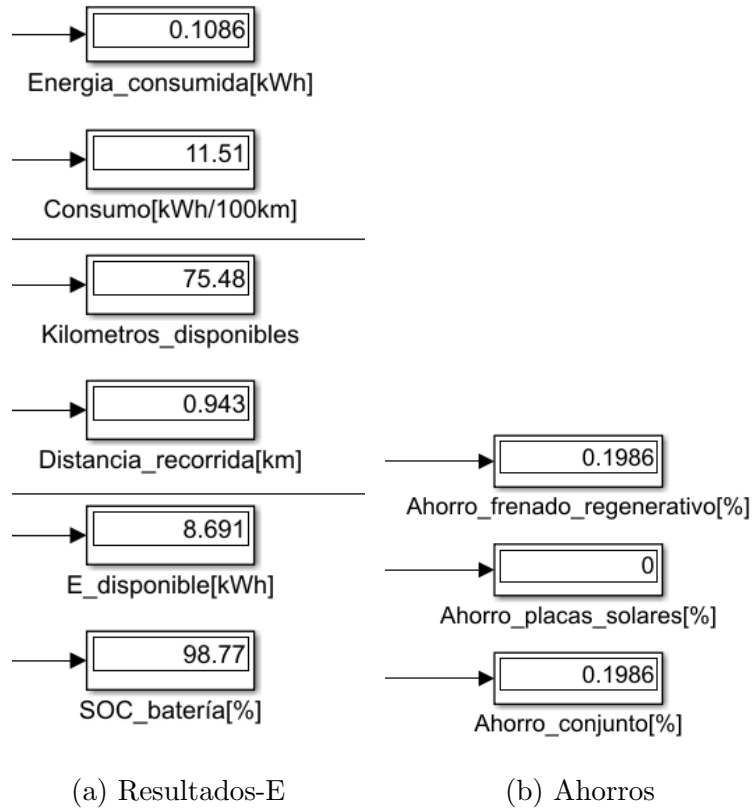 0.1086
Energia_consumida[kWh]
11.51
Consumo[kWh/100km]
75.48
Kilometros_disponibles
0.943
Distancia_recorrida[km]
8.691
E_disponible[kWh]
98.77
SOC_batería[%]
(a) Resultados-E
0.1986
Ahorro_frenado_regenerativo[%]
0
Ahorro_placas_solares[%]
0.1986
Ahorro_conjunto[%]
(b) Ahorros